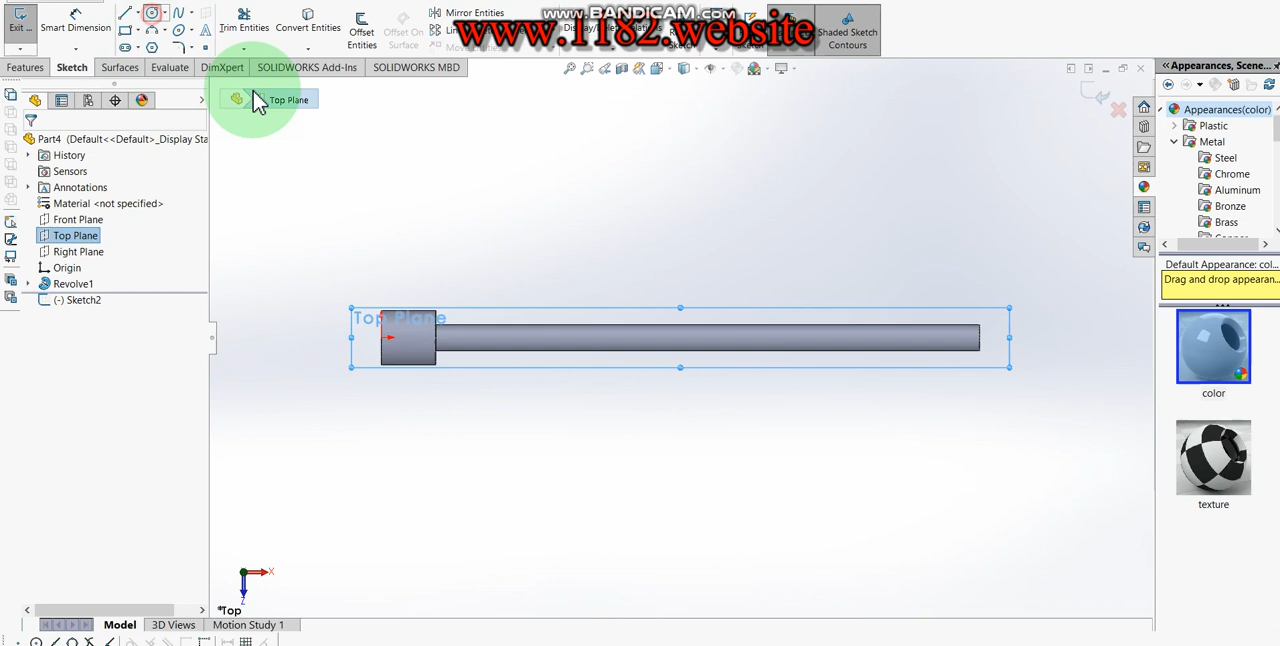 www.BANDICAM.com
www.1182.website
Exit ...
Smart Dimension
Trim Entities
Convert Entities
Offset
Entities
Offset On
Surface
Mirror Entities
Shaded Sketch
Contours
Features
Sketch
Surfaces
Evaluate
DimXpert
SOLIDWORKS Add-Ins
SOLIDWORKS MBD
Appearances, Scene...
Top Plane
Appearances(color)
Plastic
Metal
Steel
Chrome
Aluminum
Bronze
Brass
Part4 (Default<<Default>_Display Sta
History
Sensors
Annotations
Material <not specified>
Front Plane
Top Plane
Right Plane
Origin
Revolve1
(-) Sketch2
Top Plane
Default Appearance: col...
Drag and drop appearan...
color
texture
X
Z
*Top
Model
3D Views
Motion Study 1